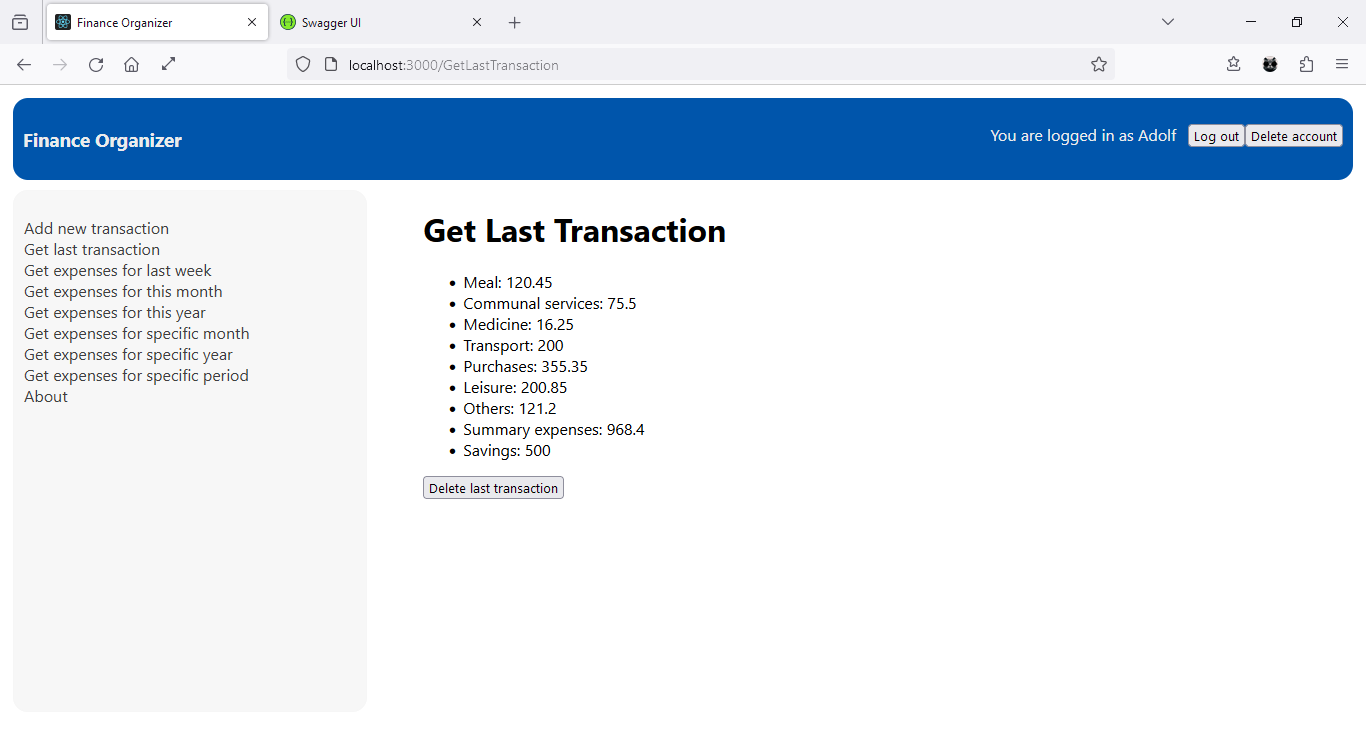 Finance Organizer
Swagger UI
localhost:3000/GetLastTransaction
Finance Organizer
You are logged in as Adolf
Log out
Delete account
Add new transaction
Get last transaction
Get expenses for last week
Get expenses for this month
Get expenses for this year
Get expenses for specific month
Get expenses for specific year
Get expenses for specific period
About
Get Last Transaction
Meal: 120.45
Communal services: 75.5
Medicine: 16.25
Transport: 200
Purchases: 355.35
Leisure: 200.85
Others: 121.2
Summary expenses: 968.4
Savings: 500
Delete last transaction